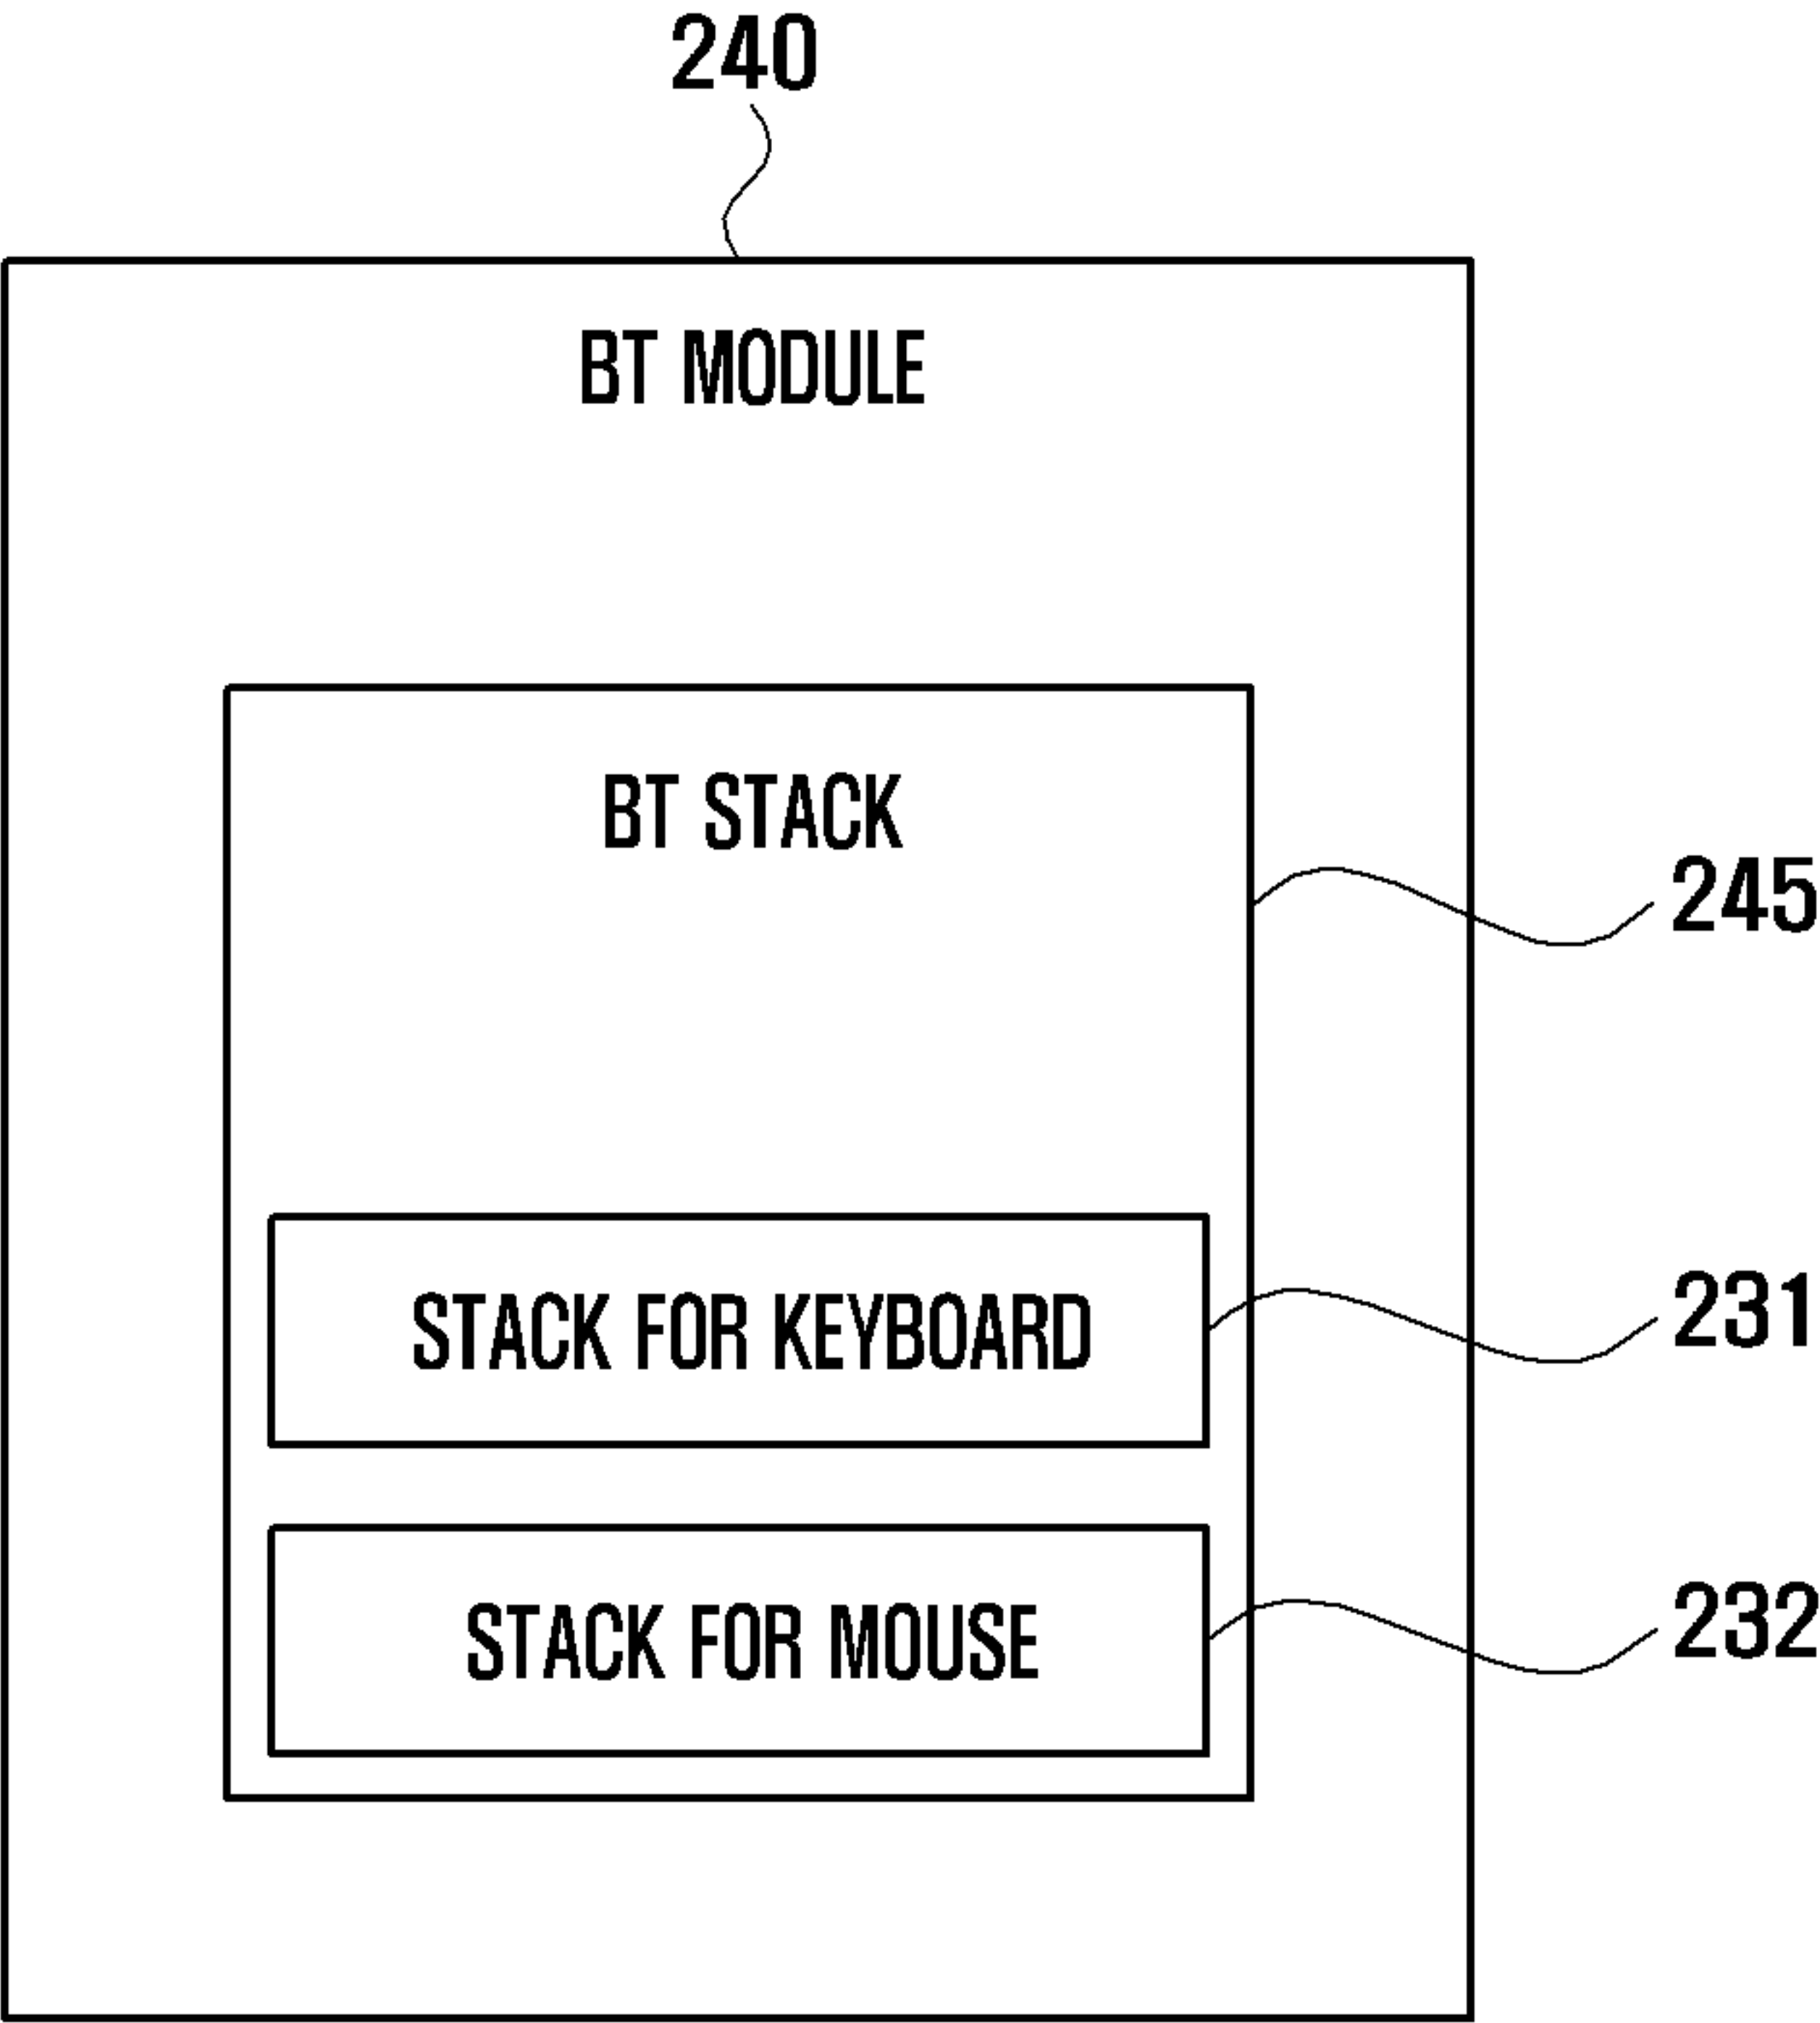 240
BT MODULE
BT STACK
245
STACK FOR KEYBOARD
231
STACK FOR MOUSE
232